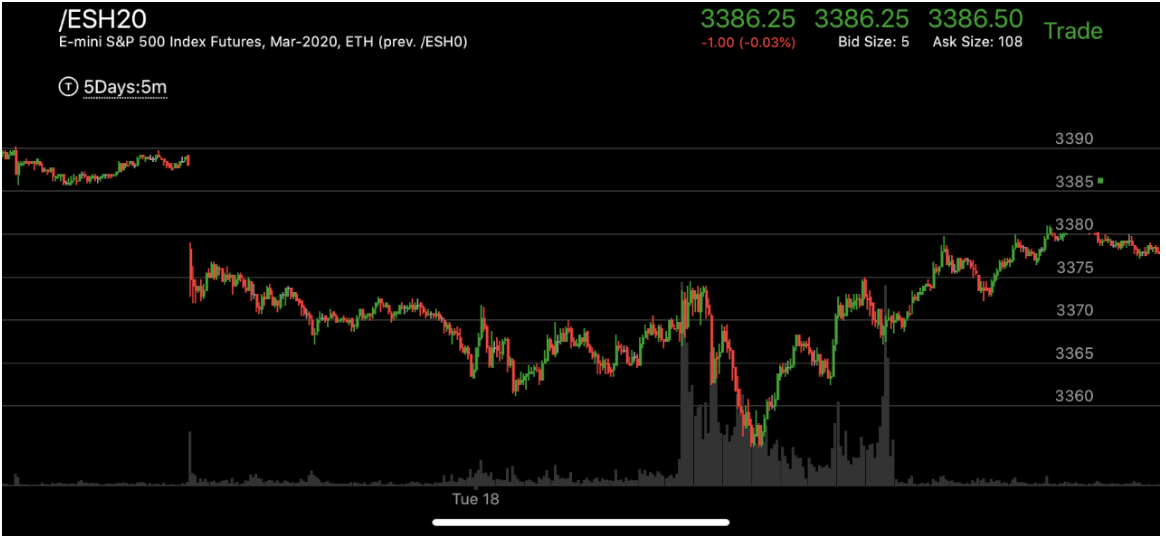 /ESH20
3386.25 3386.25 3386.50 Trade
E-mini S&P 500 Index Futures, Mar-2020, ETH (prev. /ESH0)
-1.00 (-0.03%) Bid Size: 5 Ask Size: 108
T 5Days:5m
3390
3385
3380
3375
3370
3365
3360
Tue 18